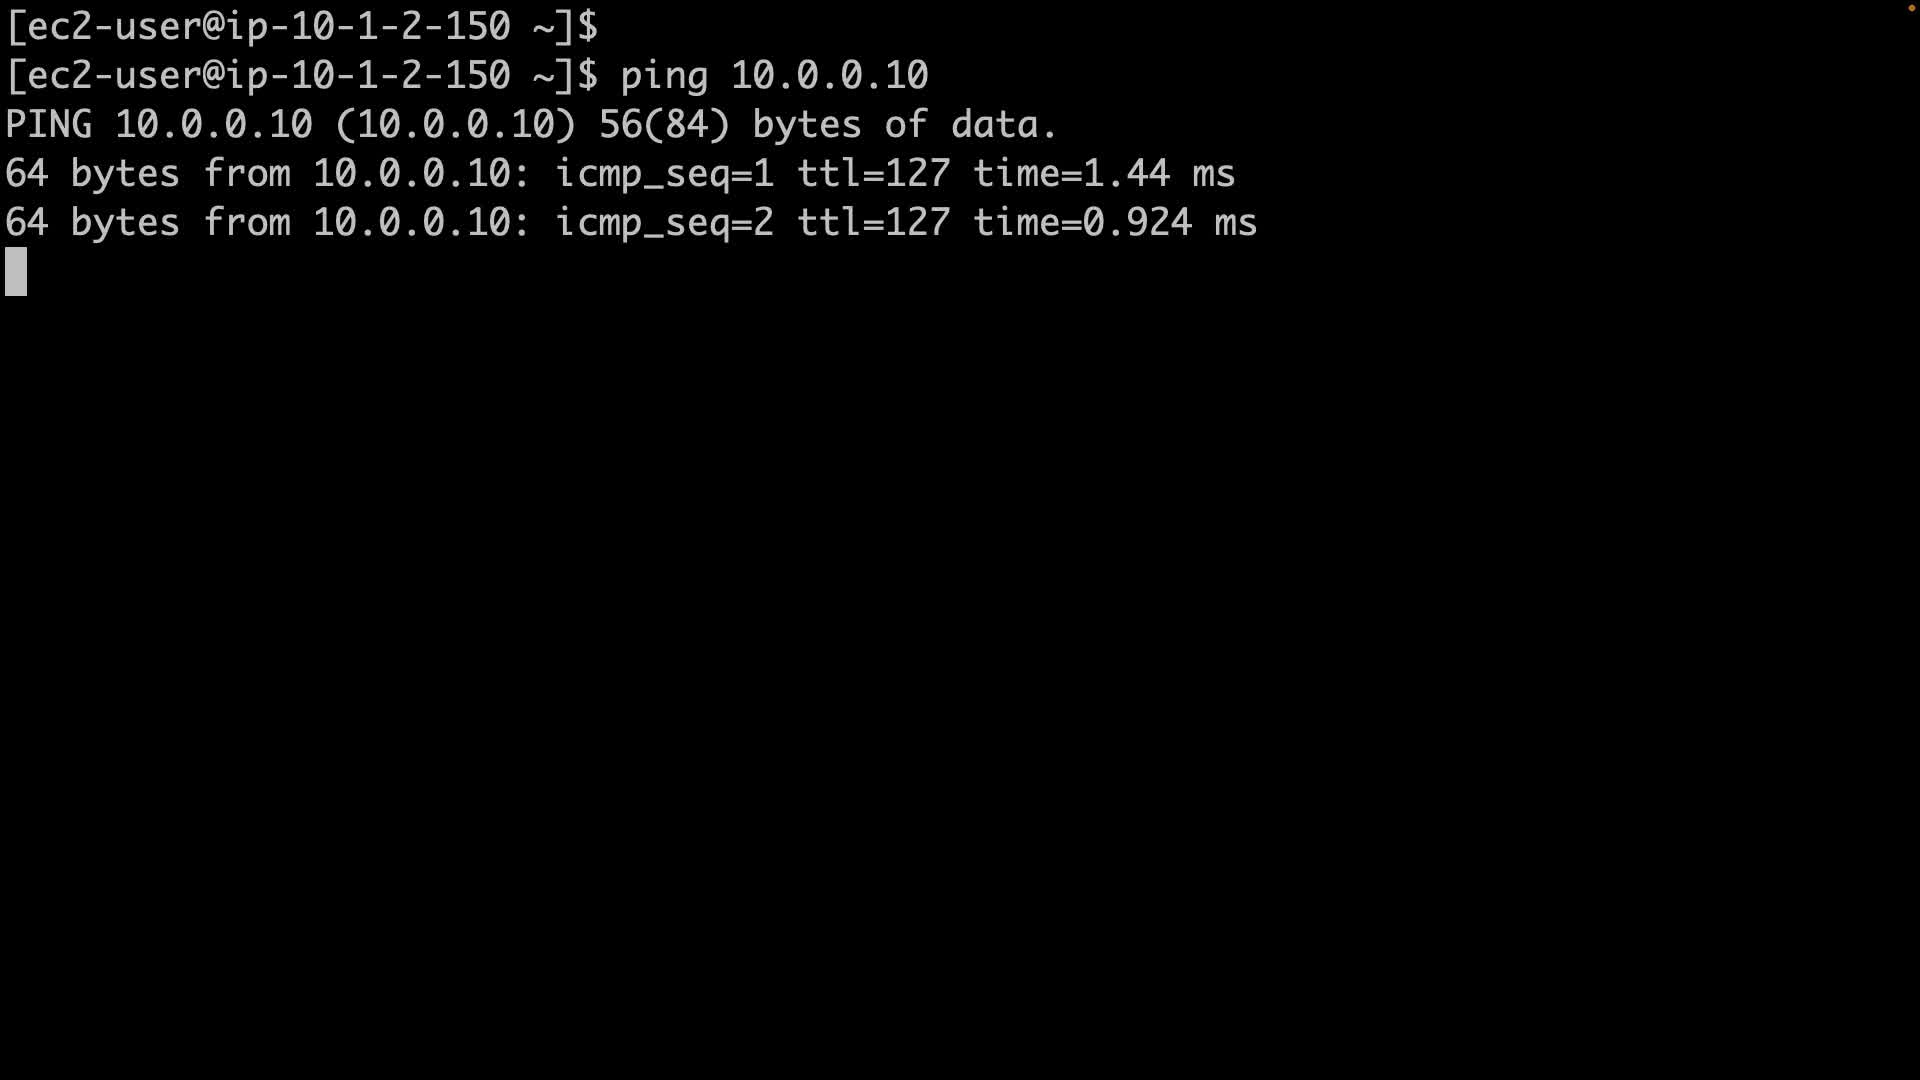 [ec2-user@ip-10-1-2-150 ~]$
[ec2-user@ip-10-1-2-150 ~]$ ping 10.0.0.10
PING 10.0.0.10 (10.0.0.10) 56(84) bytes of data.
64 bytes from 10.0.0.10: icmp_seq=1 ttl=127 time=1.44 ms
64 bytes from 10.0.0.10: icmp_seq=2 ttl=127 time=0.924 ms